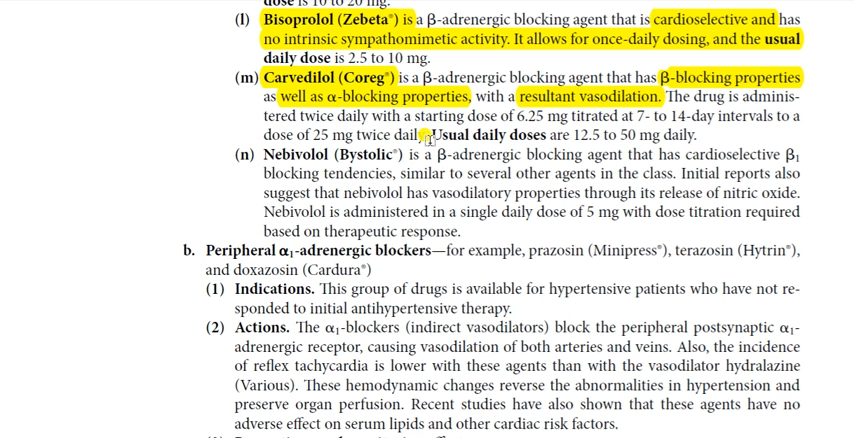 dose is 10 to 20 mg.
(l) Bisoprolol (Zebeta®) is a β-adrenergic blocking agent that is cardioselective and has
no intrinsic sympathomimetic activity. It allows for once-daily dosing, and the usual
daily dose is 2.5 to 10 mg.
(m) Carvedilol (Coreg®) is a β-adrenergic blocking agent that has β-blocking properties
as well as α-blocking properties, with a resultant vasodilation. The drug is adminis-
tered twice daily with a starting dose of 6.25 mg titrated at 7- to 14-day intervals to a
dose of 25 mg twice daily. Usual daily doses are 12.5 to 50 mg daily.
(n) Nebivolol (Bystolic®) is a β-adrenergic blocking agent that has cardioselective β₁
blocking tendencies, similar to several other agents in the class. Initial reports also
suggest that nebivolol has vasodilatory properties through its release of nitric oxide.
Nebivolol is administered in a single daily dose of 5 mg with dose titration required
based on therapeutic response.
b. Peripheral α₁-adrenergic blockers—for example, prazosin (Minipress®), terazosin (Hytrin®),
and doxazosin (Cardura®)
(1) Indications. This group of drugs is available for hypertensive patients who have not re-
sponded to initial antihypertensive therapy.
(2) Actions. The α₁-blockers (indirect vasodilators) block the peripheral postsynaptic α₁-
adrenergic receptor, causing vasodilation of both arteries and veins. Also, the incidence
of reflex tachycardia is lower with these agents than with the vasodilator hydralazine
(Various). These hemodynamic changes reverse the abnormalities in hypertension and
preserve organ perfusion. Recent studies have also shown that these agents have no
adverse effect on serum lipids and other cardiac risk factors.